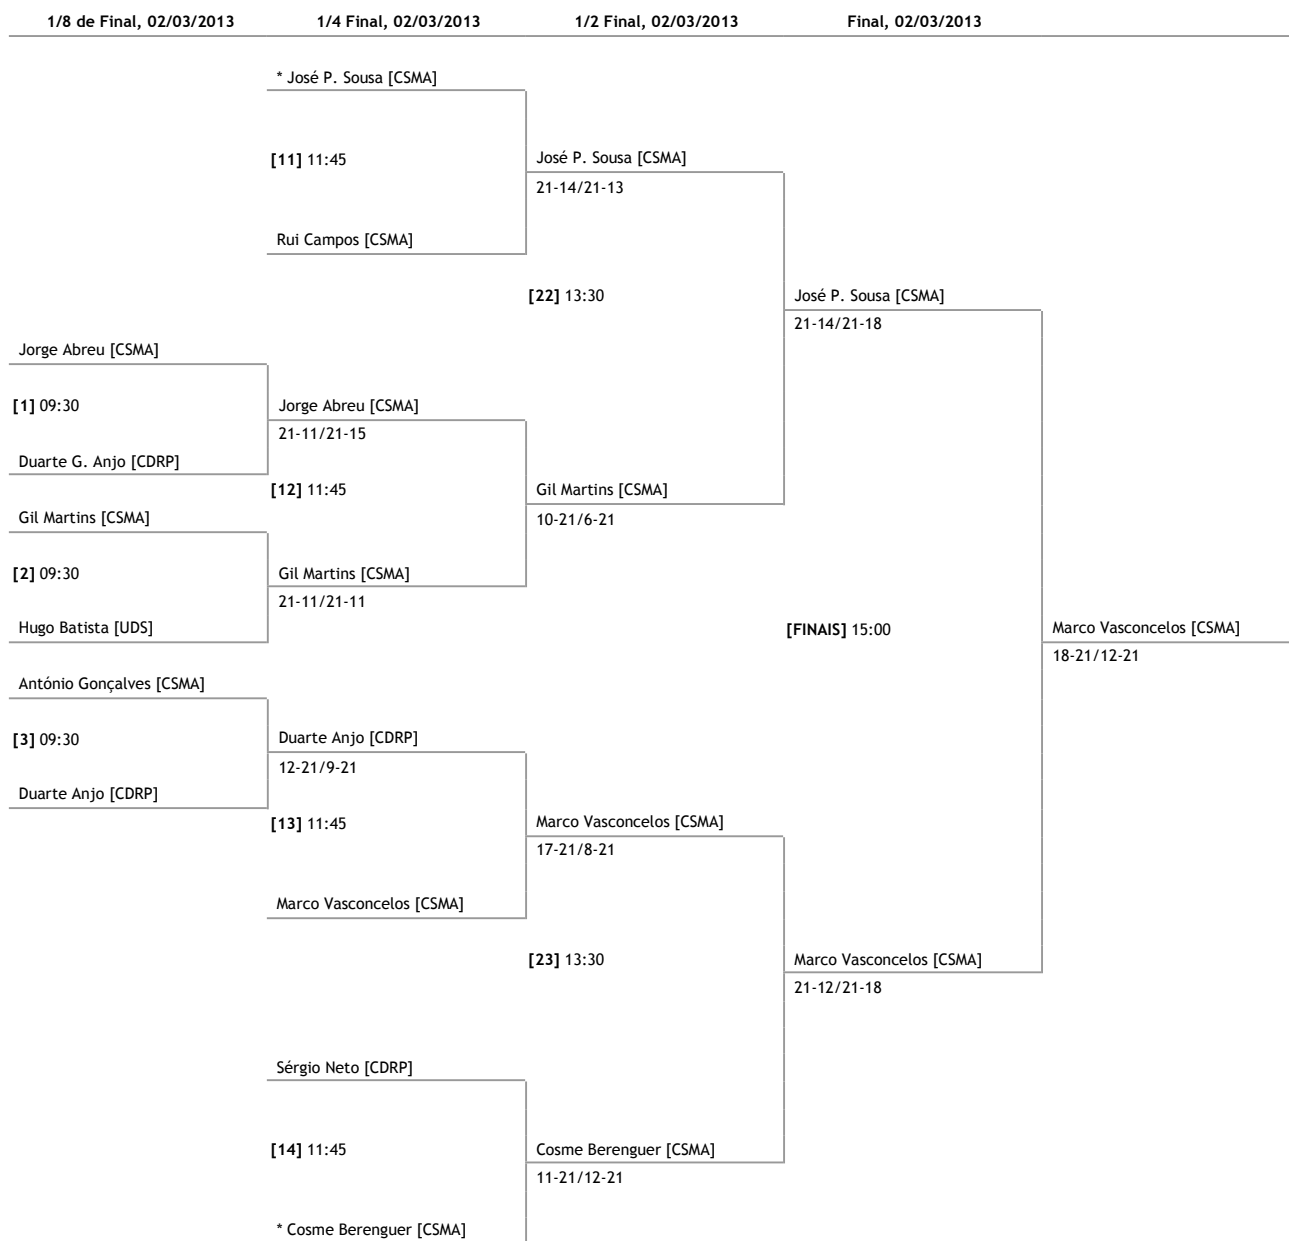 1/8 de Final, 02/03/2013 1/4 Final, 02/03/2013 1/2 Final, 02/03/2013 Final, 02/03/2013
* José P. Sousa [CSMA]
[11] 11:45 José P. Sousa [CSMA]
21-14/21-13
Rui Campos [CSMA]
[22] 13:30 José P. Sousa [CSMA]
21-14/21-18
Jorge Abreu [CSMA]
[1] 09:30 Jorge Abreu [CSMA]
21-11/21-15
Duarte G. Anjo [CDRP]
[12] 11:45 Gil Martins [CSMA]
Gil Martins [CSMA] 10-21/6-21
[2] 09:30 Gil Martins [CSMA]
21-11/21-11
Hugo Batista [UDS] [FINAIS] 15:00 Marco Vasconcelos [CSMA]
18-21/12-21
António Gonçalves [CSMA]
[3] 09:30 Duarte Anjo [CDRP]
12-21/9-21
Duarte Anjo [CDRP]
[13] 11:45 Marco Vasconcelos [CSMA]
17-21/8-21
Marco Vasconcelos [CSMA]
[23] 13:30 Marco Vasconcelos [CSMA]
21-12/21-18
Sérgio Neto [CDRP]
[14] 11:45 Cosme Berenguer [CSMA]
11-21/12-21
* Cosme Berenguer [CSMA]